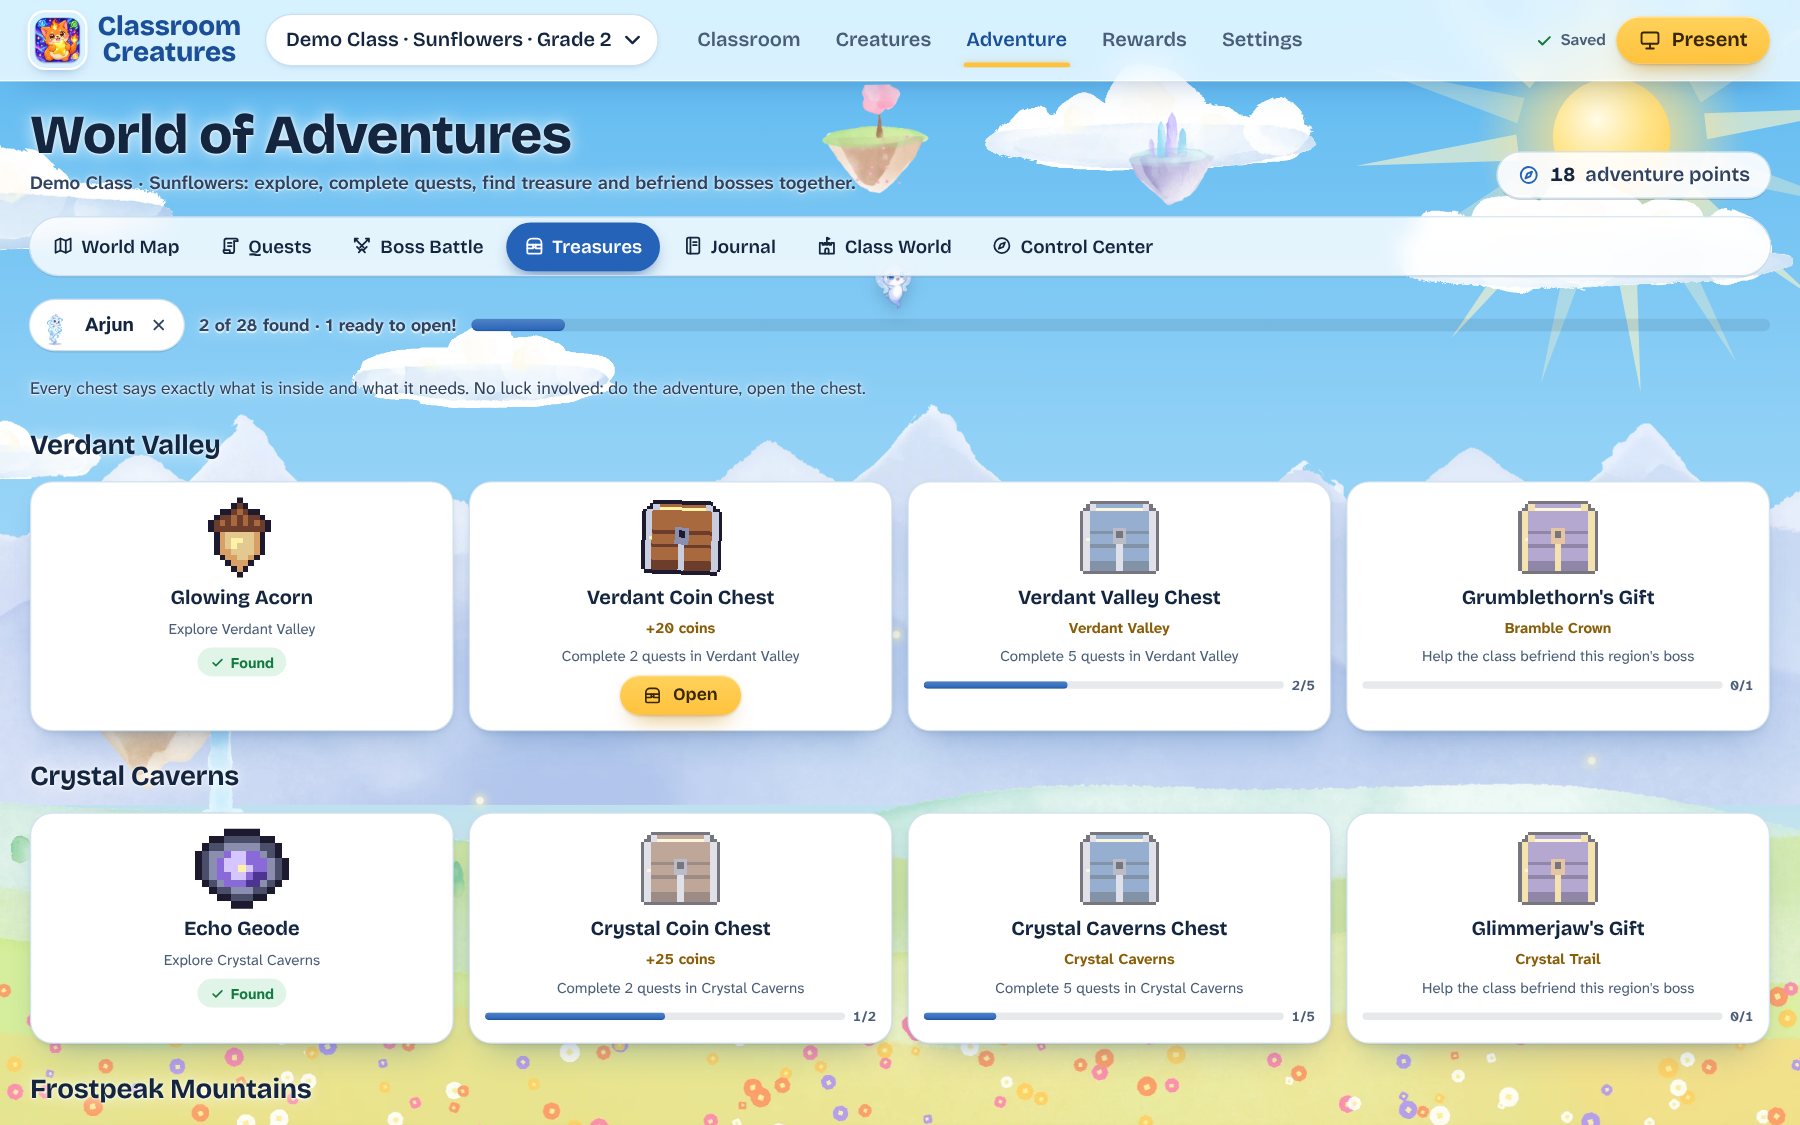 Classroom Creatures
Demo Class · Sunflowers · Grade 2
Classroom
Creatures
Adventure
Rewards
Settings
Saved
Present
World of Adventures
Demo Class · Sunflowers: explore, complete quests, find treasure and befriend bosses together.
18 adventure points
World Map
Quests
Boss Battle
Treasures
Journal
Class World
Control Center
Arjun
2 of 28 found · 1 ready to open!
Every chest says exactly what is inside and what it needs. No luck involved: do the adventure, open the chest.
Verdant Valley
Glowing Acorn
Explore Verdant Valley
Found
Verdant Coin Chest
+20 coins
Complete 2 quests in Verdant Valley
Open
Verdant Valley Chest
Verdant Valley
Complete 5 quests in Verdant Valley
2/5
Grumblethorn's Gift
Bramble Crown
Help the class befriend this region's boss
0/1
Crystal Caverns
Echo Geode
Explore Crystal Caverns
Found
Crystal Coin Chest
+25 coins
Complete 2 quests in Crystal Caverns
1/2
Crystal Caverns Chest
Crystal Caverns
Complete 5 quests in Crystal Caverns
1/5
Glimmerjaw's Gift
Crystal Trail
Help the class befriend this region's boss
0/1
Frostpeak Mountains